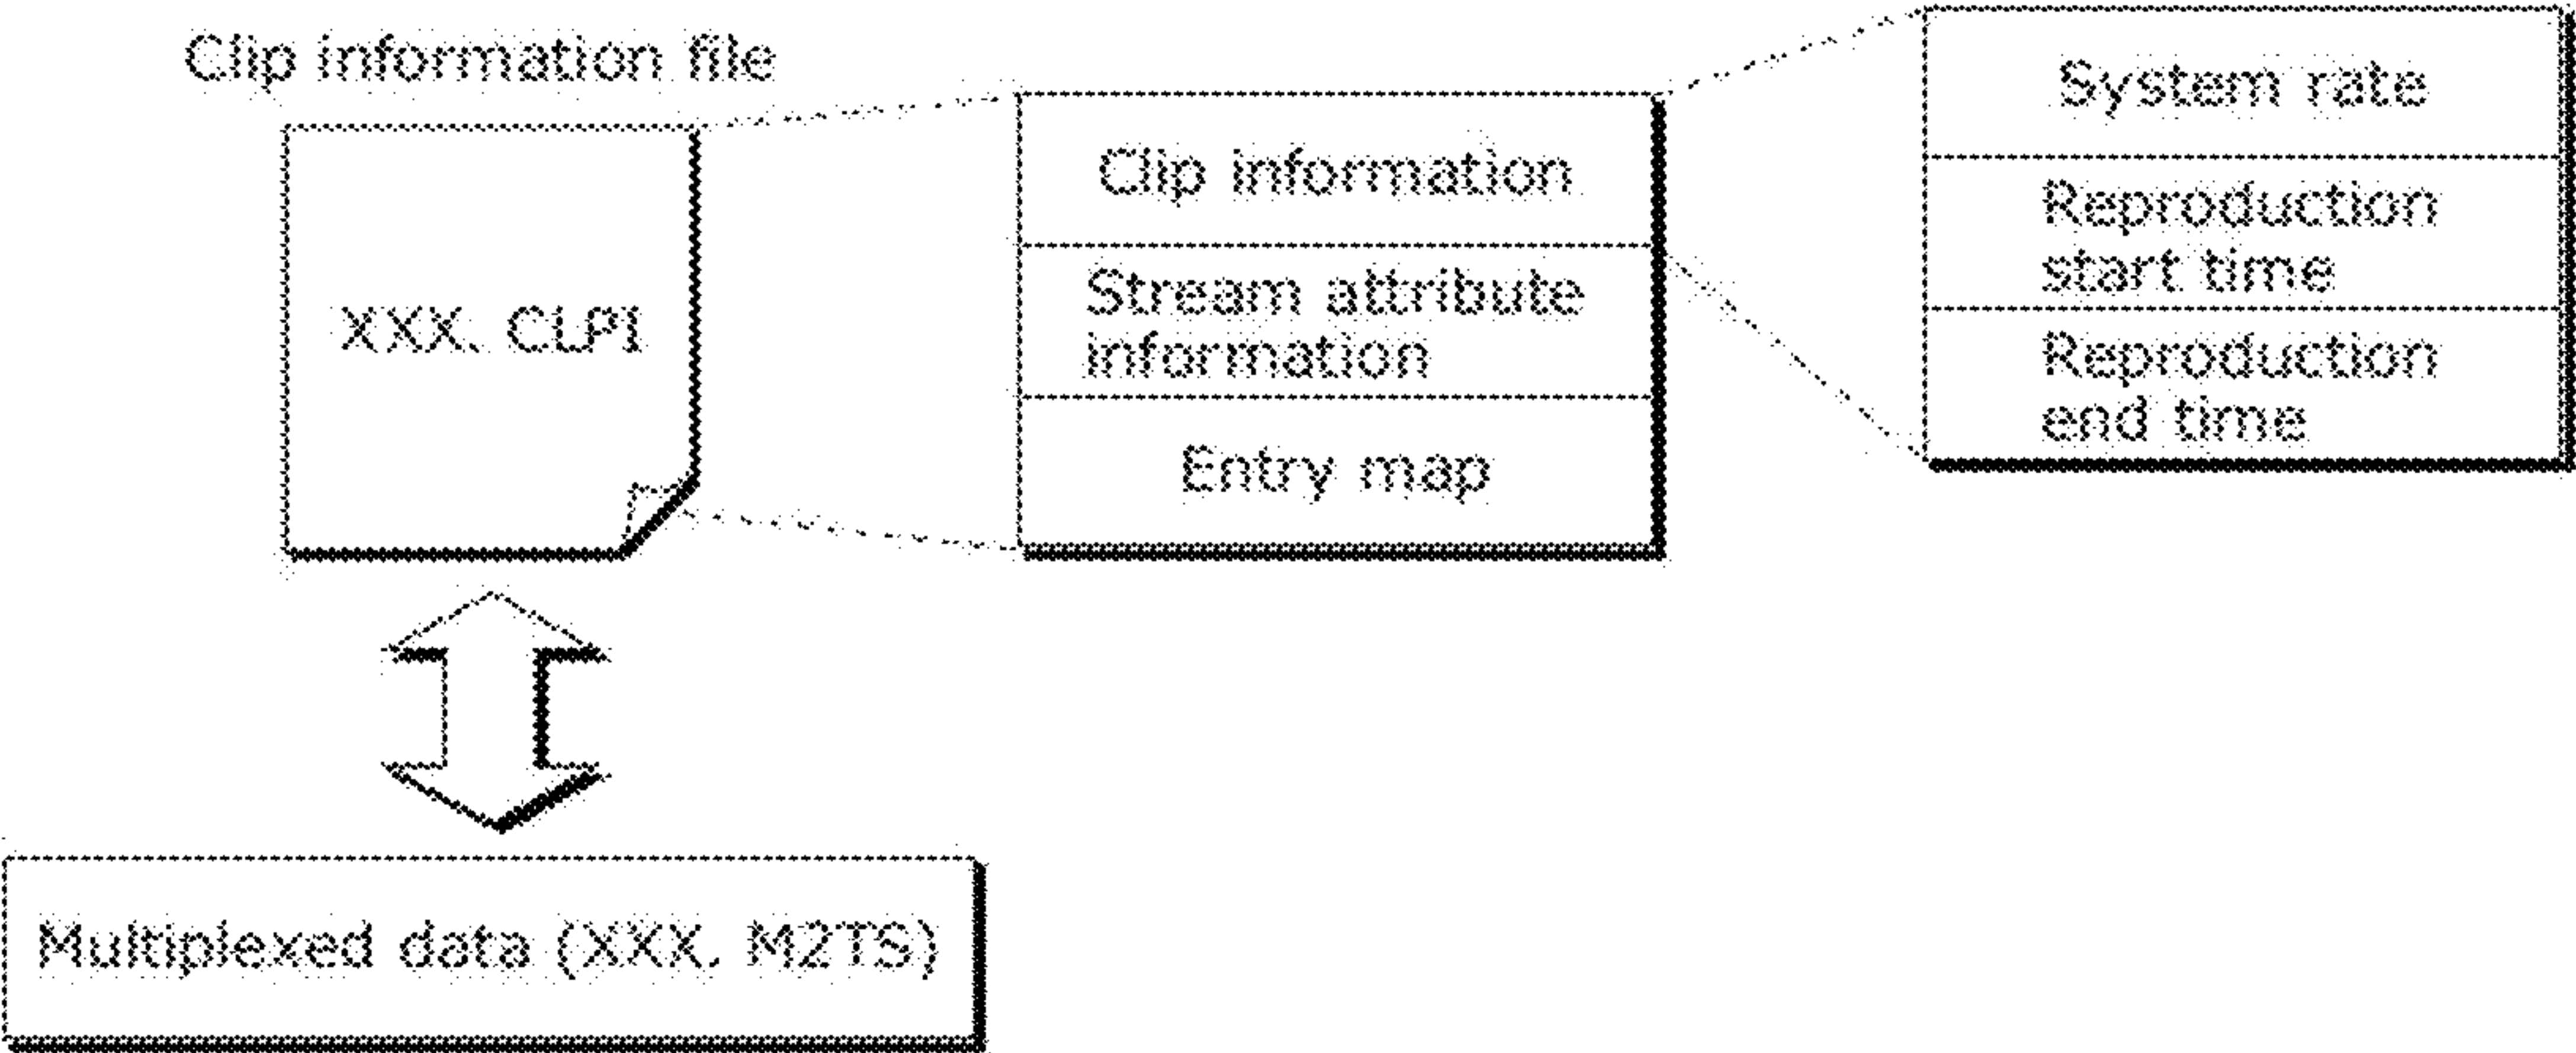 Clip information file
XXX. CLPI
Clip information
Stream attribute
information
Entry map
System rate
Reproduction
start time
Reproduction
end time
Multiplexed data (XXX. M2TS)